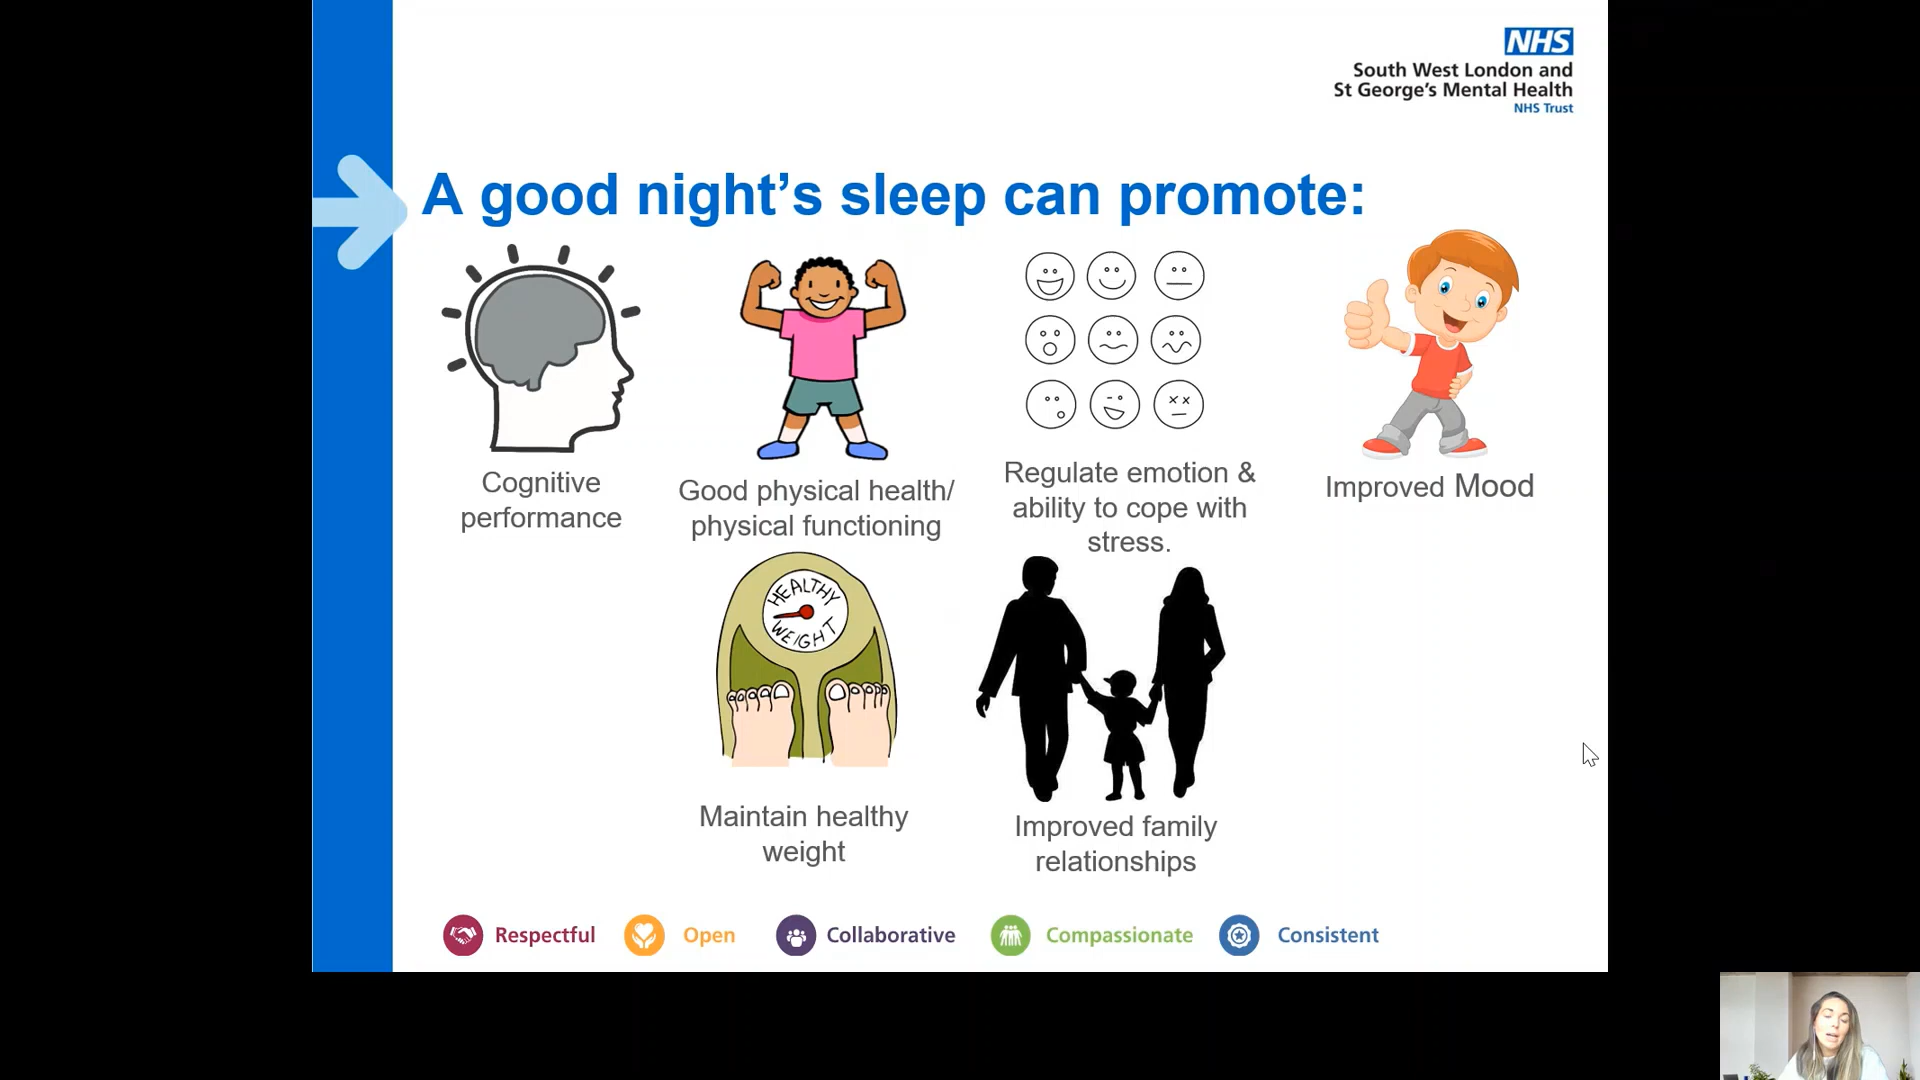 NHS
South West London and
St George's Mental Health
NHS Trust
A good night's sleep can promote:
Cognitive
performance
Good physical health/
physical functioning
Regulate emotion &
ability to cope with
stress.
Improved Mood
HEALTHY
WEIGHT
Maintain healthy
weight
Improved family
relationships
Respectful
Open
Collaborative
Compassionate
Consistent